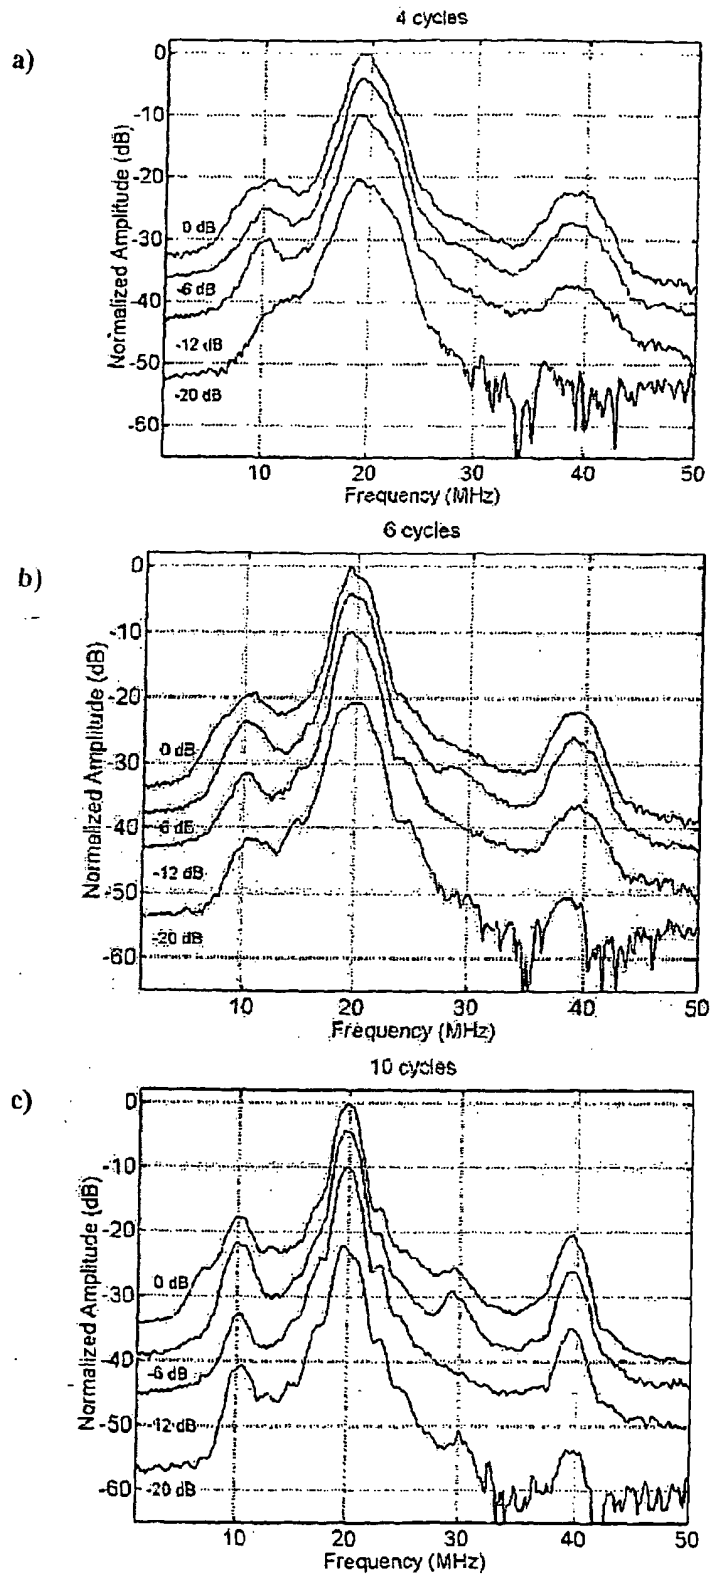 4 cycles
a)
0
-10
-20
-30
-40
-50
-60
Normalized Amplitude (dB)
0 dB
-6 dB
-12 dB
-20 dB
10
20
30
40
50
Frequency (MHz)
6 cycles
b)
0
-10
-20
-30
-40
-50
-60
Normalized Amplitude (dB)
0 dB
-6 dB
-12 dB
-20 dB
10
20
30
40
50
Frequency (MHz)
10 cycles
c)
0
-10
-20
-30
-40
-50
-60
Normalized Amplitude (dB)
0 dB
-6 dB
-12 dB
-20 dB
10
20
30
40
50
Frequency (MHz)